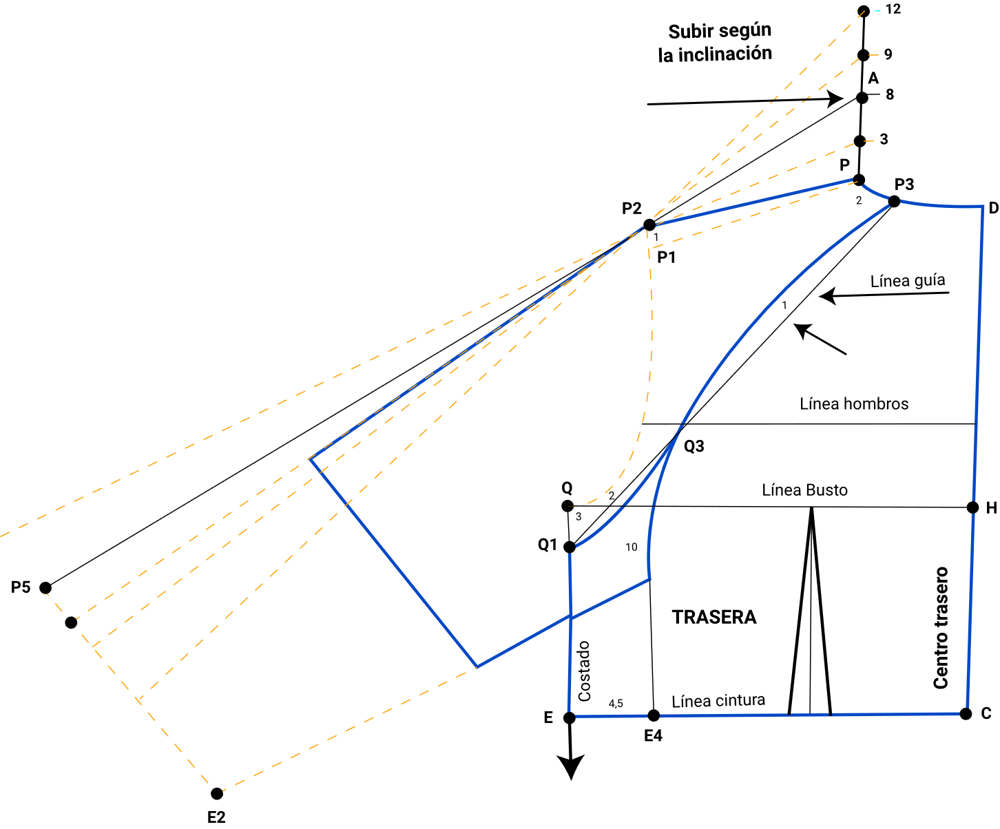 12
Subir según
la inclinación
9
A
8
3
P
P3
2
D
P2
1
P1
Línea guía
1
Línea hombros
Q3
Q
2
Línea Busto
3
H
Q1
10
P5
TRASERA
Centro trasero
Costado
4,5
Línea cintura
E
C
E4
E2